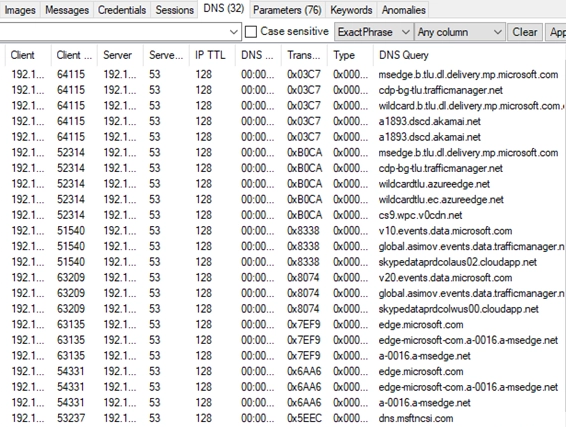 Images Messages Credentials Sessions DNS (32) Parameters (76) Keywords Anomalies
Case sensitive ExactPhrase Any column Clear App
Client Client ... Server Serve... IP TTL DNS ... Trans... Type DNS Query
192.1... 64115 192.1... 53 128 00:00... 0x03C7 0x000... msedge.b.tlu.dl.delivery.mp.microsoft.com
192.1... 64115 192.1... 53 128 00:00... 0x03C7 0x000... cdp-bg-tlu.trafficmanager.net
192.1... 64115 192.1... 53 128 00:00... 0x03C7 0x000... wildcard.b.tlu.dl.delivery.mp.microsoft.com.
192.1... 64115 192.1... 53 128 00:00... 0x03C7 0x000... a1893.dscd.akamai.net
192.1... 64115 192.1... 53 128 00:00... 0x03C7 0x000... a1893.dscd.akamai.net
192.1... 52314 192.1... 53 128 00:00... 0xB0CA 0x000... msedge.b.tlu.dl.delivery.mp.microsoft.com
192.1... 52314 192.1... 53 128 00:00... 0xB0CA 0x000... cdp-bg-tlu.trafficmanager.net
192.1... 52314 192.1... 53 128 00:00... 0xB0CA 0x000... wildcardtlu.azureedge.net
192.1... 52314 192.1... 53 128 00:00... 0xB0CA 0x000... wildcardtlu.ec.azureedge.net
192.1... 52314 192.1... 53 128 00:00... 0xB0CA 0x000... cs9.wpc.v0cdn.net
192.1... 51540 192.1... 53 128 00:00... 0x8338 0x000... v10.events.data.microsoft.com
192.1... 51540 192.1... 53 128 00:00... 0x8338 0x000... global.asimov.events.data.trafficmanager.n
192.1... 51540 192.1... 53 128 00:00... 0x8338 0x000... skypedataprdcolaus02.cloudapp.net
192.1... 63209 192.1... 53 128 00:00... 0x8074 0x000... v20.events.data.microsoft.com
192.1... 63209 192.1... 53 128 00:00... 0x8074 0x000... global.asimov.events.data.trafficmanager.n
192.1... 63209 192.1... 53 128 00:00... 0x8074 0x000... skypedataprdcolwus00.cloudapp.net
192.1... 63135 192.1... 53 128 00:00... 0x7EF9 0x000... edge.microsoft.com
192.1... 63135 192.1... 53 128 00:00... 0x7EF9 0x000... edge-microsoft-com.a-0016.a-msedge.net
192.1... 63135 192.1... 53 128 00:00... 0x7EF9 0x000... a-0016.a-msedge.net
192.1... 54331 192.1... 53 128 00:00... 0x6AA6 0x000... edge.microsoft.com
192.1... 54331 192.1... 53 128 00:00... 0x6AA6 0x000... edge-microsoft-com.a-0016.a-msedge.net
192.1... 54331 192.1... 53 128 00:00... 0x6AA6 0x000... a-0016.a-msedge.net
192.1... 53237 192.1... 53 128 00:00... 0x5EEC 0x000... dns.msftncsi.com